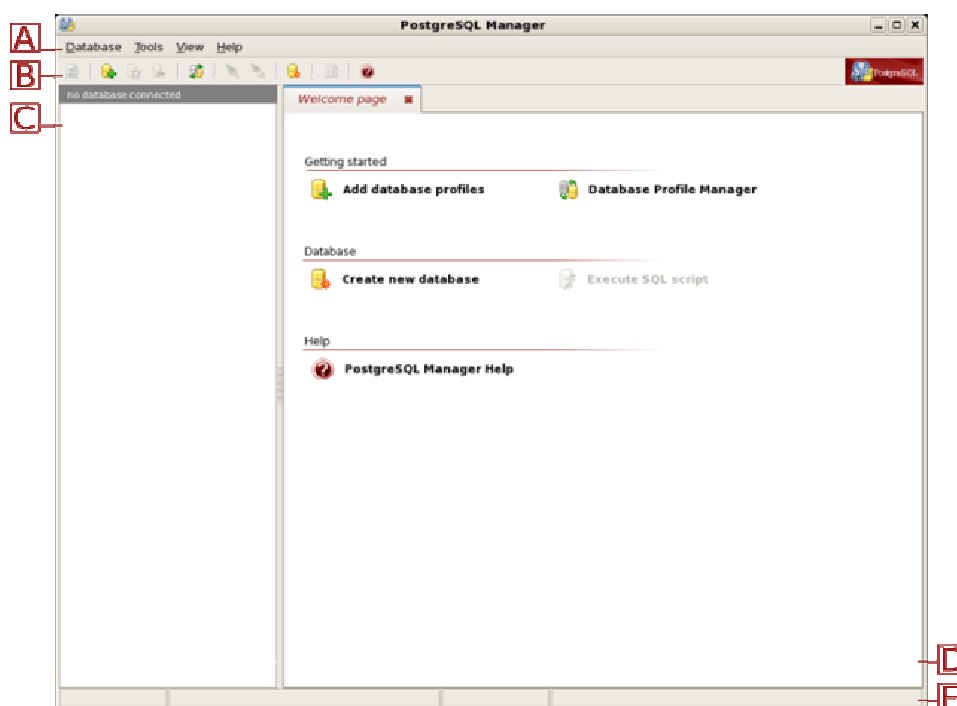 PostgreSQL Manager
A
Database Tools View Help
B
PostgreSQL
no database connected
Welcome page
C
Getting started
Add database profiles Database Profile Manager
Database
Create new database Execute SQL script
Help
PostgreSQL Manager Help
D